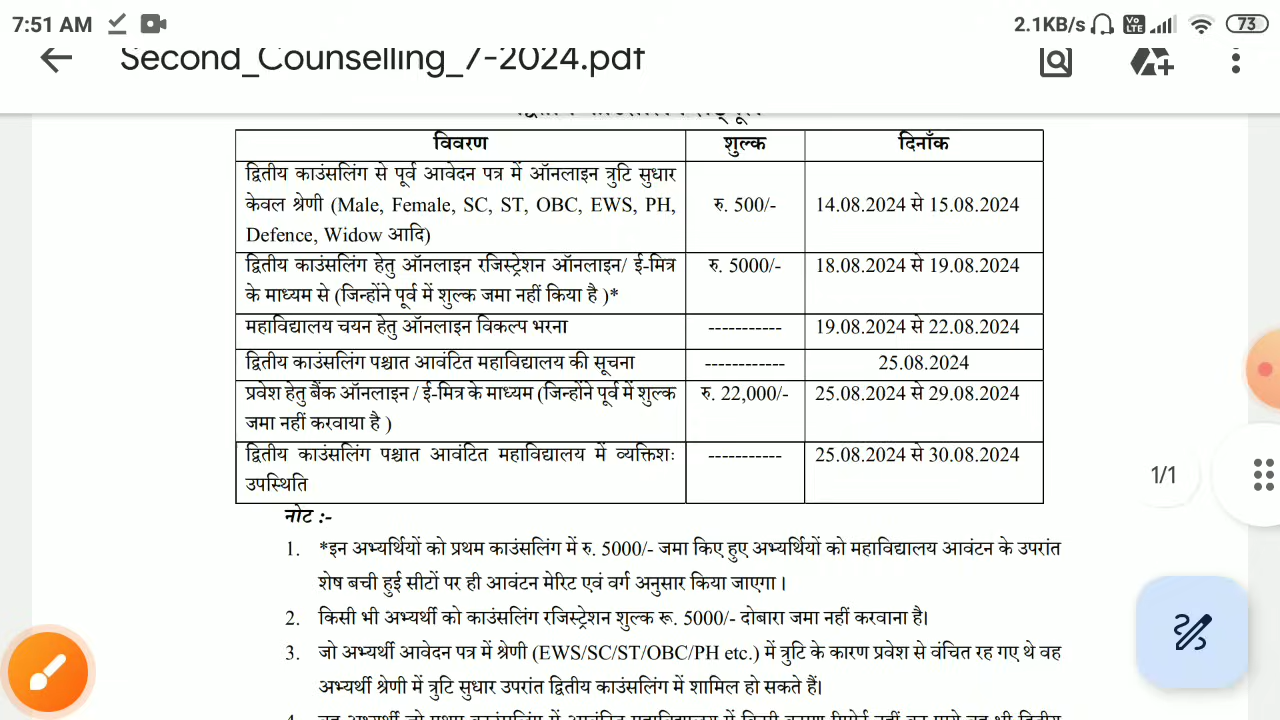 7:51 AM
2.1KB/s Vo LTE 73
Second_Counselling_7-2024.pdf
विवरण शुल्क दिनाँक
द्वितीय काउंसलिंग से पूर्व आवेदन पत्र में ऑनलाइन त्रुटि सुधार
केवल श्रेणी (Male, Female, SC, ST, OBC, EWS, PH, रु. 500/- 14.08.2024 से 15.08.2024
Defence, Widow आदि)
द्वितीय काउंसलिंग हेतु ऑनलाइन रजिस्ट्रेशन ऑनलाइन/ ई-मित्र रु. 5000/- 18.08.2024 से 19.08.2024
के माध्यम से (जिन्होंने पूर्व में शुल्क जमा नहीं किया है )*
महाविद्यालय चयन हेतु ऑनलाइन विकल्प भरना ----------- 19.08.2024 से 22.08.2024
द्वितीय काउंसलिंग पश्चात आवंटित महाविद्यालय की सूचना ------------ 25.08.2024
प्रवेश हेतु बैंक ऑनलाइन / ई-मित्र के माध्यम (जिन्होंने पूर्व में शुल्क रु. 22,000/- 25.08.2024 से 29.08.2024
जमा नहीं करवाया है )
द्वितीय काउंसलिंग पश्चात आवंटित महाविद्यालय में व्यक्तिशः ----------- 25.08.2024 से 30.08.2024
उपस्थिति
1/1
नोट :-
1. *इन अभ्यर्थियों को प्रथम काउंसलिंग में रु. 5000/- जमा किए हुए अभ्यर्थियों को महाविद्यालय आवंटन के उपरांत
शेष बची हुई सीटों पर ही आवंटन मेरिट एवं वर्ग अनुसार किया जाएगा ।
2. किसी भी अभ्यर्थी को काउंसलिंग रजिस्ट्रेशन शुल्क रू. 5000/- दोबारा जमा नहीं करवाना है।
3. जो अभ्यर्थी आवेदन पत्र में श्रेणी (EWS/SC/ST/OBC/PH etc.) में त्रुटि के कारण प्रवेश से वंचित रह गए थे वह
अभ्यर्थी श्रेणी में त्रुटि सुधार उपरांत द्वितीय काउंसलिंग में शामिल हो सकते हैं।